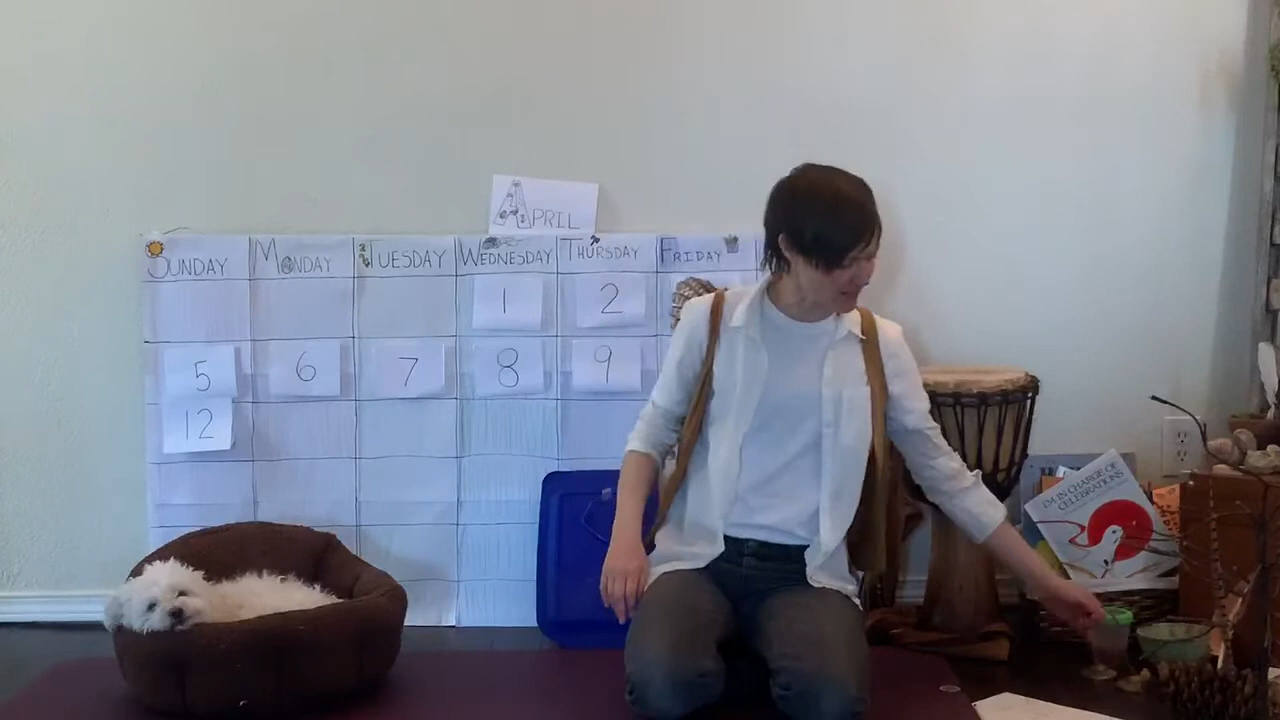 APRIL
SUNDAY MONDAY TUESDAY WEDNESDAY THURSDAY FRIDAY
1 2
5 6 7 8 9
12
I'M IN CHARGE OF
CELEBRATIONS